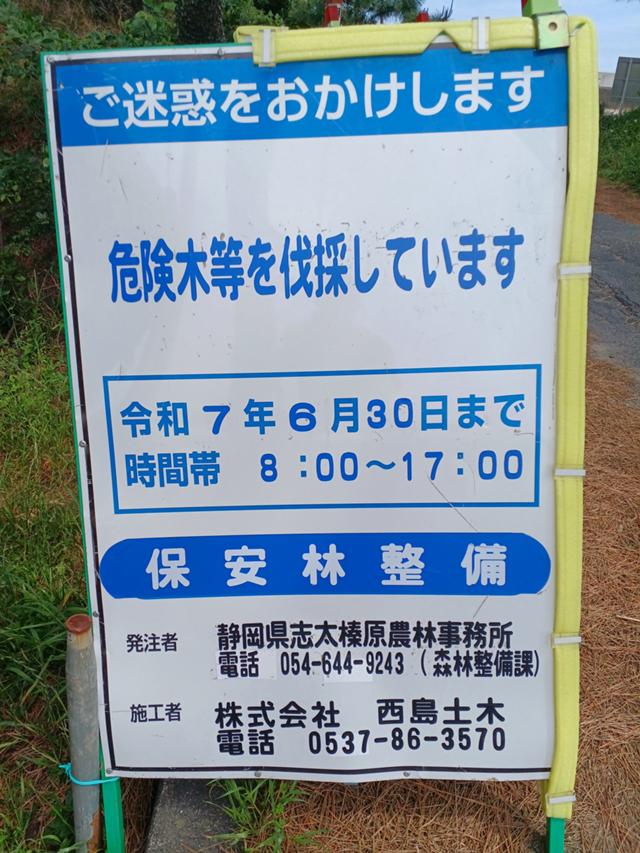 ご迷惑をおかけします
危険木等を伐採しています
令和7年6月30日まで
時間帯 8:00～17:00
保安林整備
発注者 静岡県志太榛原農林事務所
電話 054-644-9243 (森林整備課)
施工者 株式会社 西島土木
電話 0537-86-3570